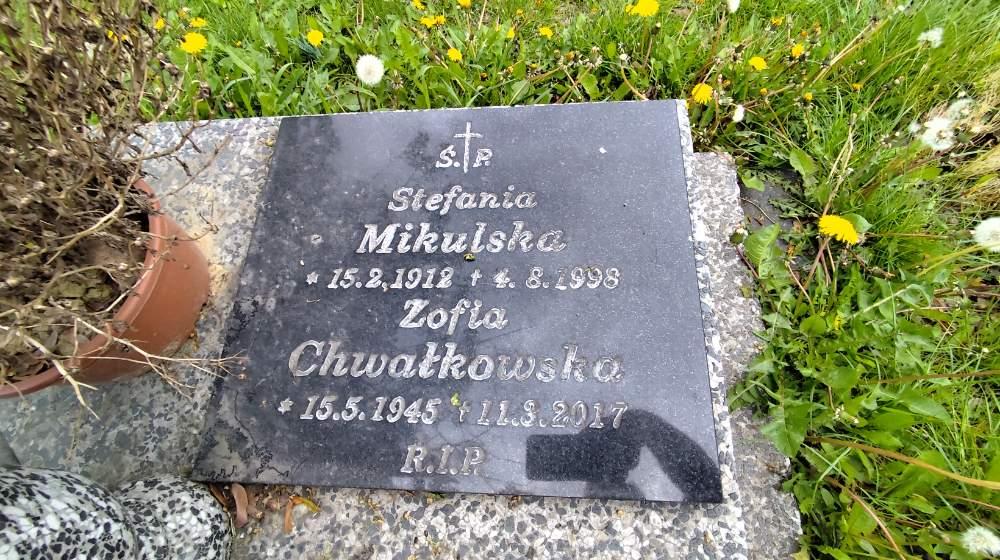 Ś.P.
Stefania
Mikulska
* 15.2.1912 † 4.8.1998
Zofia
Chwałkowska
* 15.5.1945 † 11.3.2017
R.I.P.